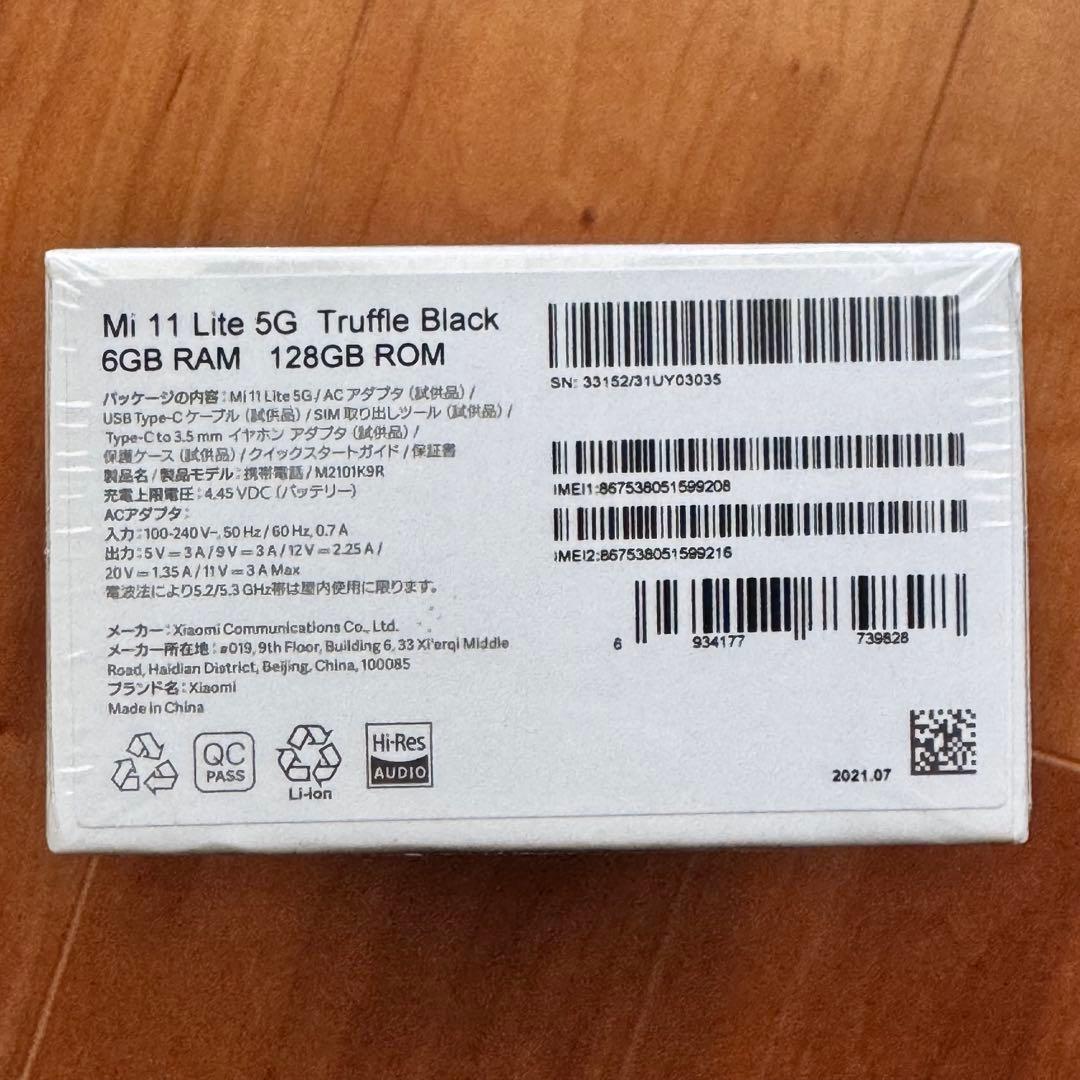 Mi 11 Lite 5G Truffle Black
6GB RAM 128GB ROM
パッケージの内容：Mi 11 Lite 5G / AC アダプタ（試供品）/
USB Type-C ケーブル（試供品）/ SIM 取り出しツール（試供品）/
Type-C to 3.5 mm イヤホン アダプタ（試供品）/
保護ケース（試供品）/ クイックスタートガイド / 保証書
製品名 / 製品モデル：携帯電話 / M2101K9R
充電上限電圧：4.45 VDC（バッテリー）
ACアダプタ：
入力：100-240 V~, 50 Hz / 60 Hz, 0.7 A
出力：5 V⎓3 A / 9 V⎓3 A / 12 V⎓2.25 A /
20 V⎓1.35 A / 11 V⎓3 A Max
電波法により5.2/5.3 GHz帯は屋内使用に限ります。
メーカー：Xiaomi Communications Co., Ltd.
メーカー所在地：#019, 9th Floor, Building 6, 33 Xi'erqi Middle
Road, Haidian District, Beijing, China, 100085
ブランド名：Xiaomi
Made in China
QC
PASS
Li-ion
Hi-Res
AUDIO
SN: 33152/31UY03035
IMEI1:867538051599208
IMEI2:867538051599216
6 934177 739828
2021.07